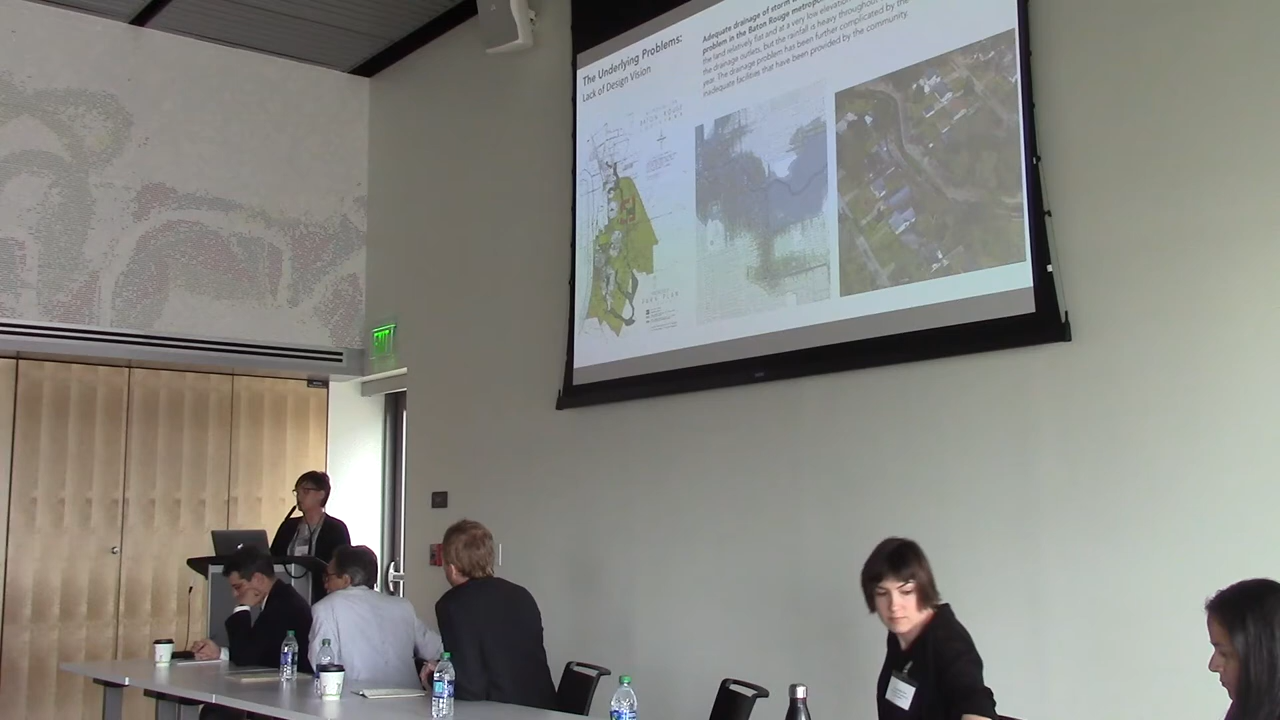 The Underlying Problems:
Lack of Design Vision
Adequate drainage of storm
problem in the Baton Rouge
the land relatively flat and at a very low
the drainage outlets, but the rainfall is heavy throughout
year. The drainage problem has been further complicated by the
inadequate facilities that have been provided by the community.
BATON ROUGE
EXIT